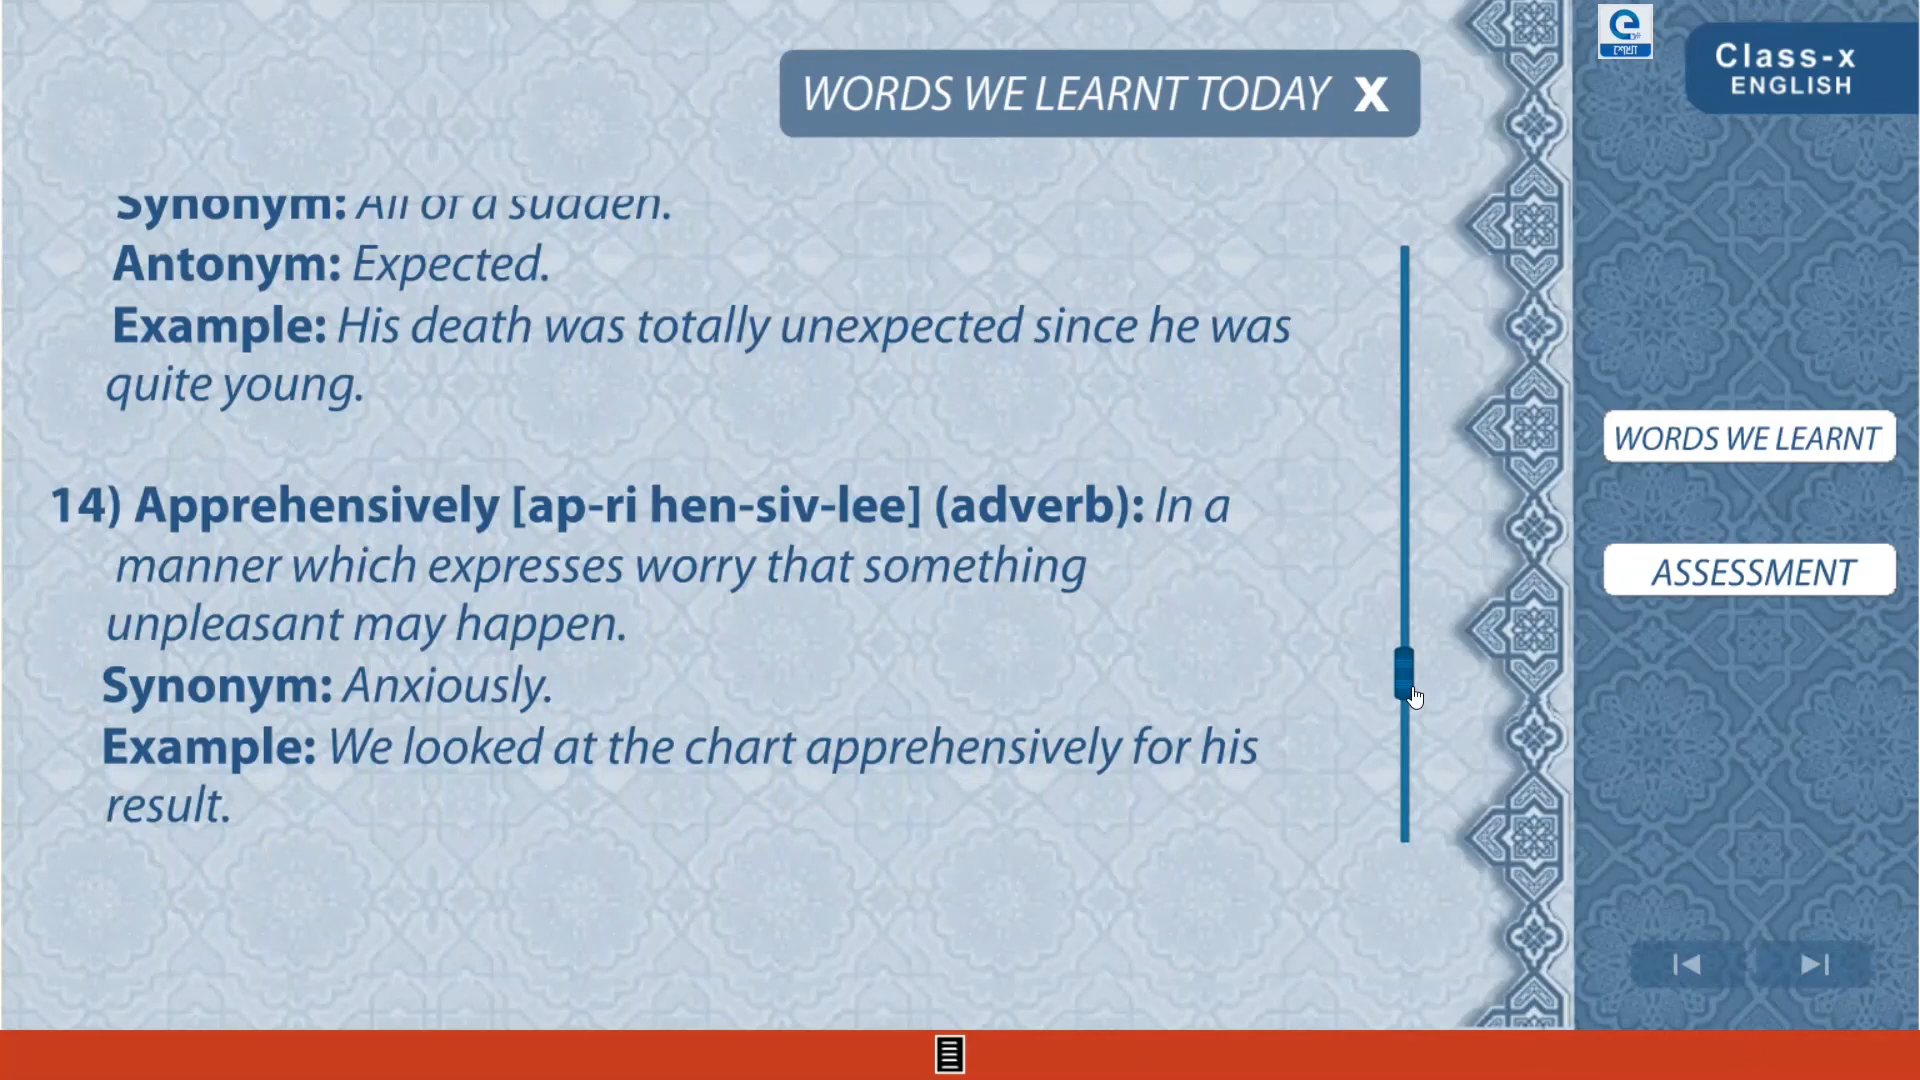 Class-x
ENGLISH
WORDS WE LEARNT TODAY X
Synonym: All of a sudden.
Antonym: Expected.
Example: His death was totally unexpected since he was
quite young.
14) Apprehensively [ap-ri hen-siv-lee] (adverb): In a
manner which expresses worry that something
unpleasant may happen.
Synonym: Anxiously.
Example: We looked at the chart apprehensively for his
result.
WORDS WE LEARNT
ASSESSMENT